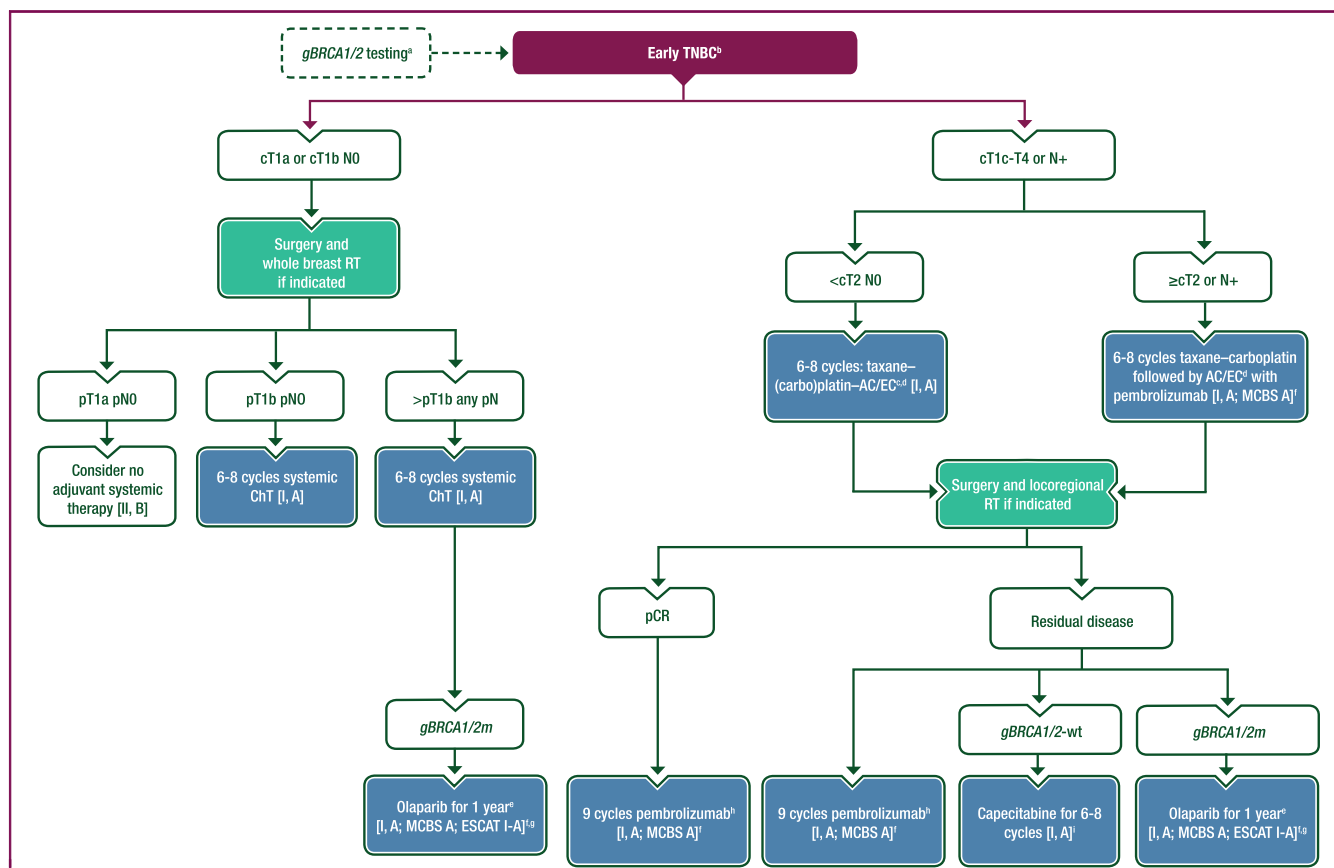 gBRCA1/2 testingᵃ
Early TNBCᵇ
cT1a or cT1b N0
cT1c-T4 or N+
Surgery and
whole breast RT
if indicated
<cT2 N0
≥cT2 or N+
6-8 cycles: taxane–
(carbo)platin–AC/ECᶜ,ᵈ [I, A]
6-8 cycles taxane–carboplatin
followed by AC/ECᵈ with
pembrolizumab [I, A; MCBS A]ᶠ
pT1a pN0
pT1b pN0
>pT1b any pN
Consider no
adjuvant systemic
therapy [II, B]
6-8 cycles systemic
ChT [I, A]
6-8 cycles systemic
ChT [I, A]
Surgery and locoregional
RT if indicated
pCR
Residual disease
gBRCA1/2m
gBRCA1/2-wt
gBRCA1/2m
Olaparib for 1 yearᵉ
[I, A; MCBS A; ESCAT I-A]ᶠ,ᵍ
9 cycles pembrolizumabʰ
[I, A; MCBS A]ᶠ
9 cycles pembrolizumabʰ
[I, A; MCBS A]ᶠ
Capecitabine for 6-8
cycles [I, A]ⁱ
Olaparib for 1 yearᵉ
[I, A; MCBS A; ESCAT I-A]ᶠ,ᵍ